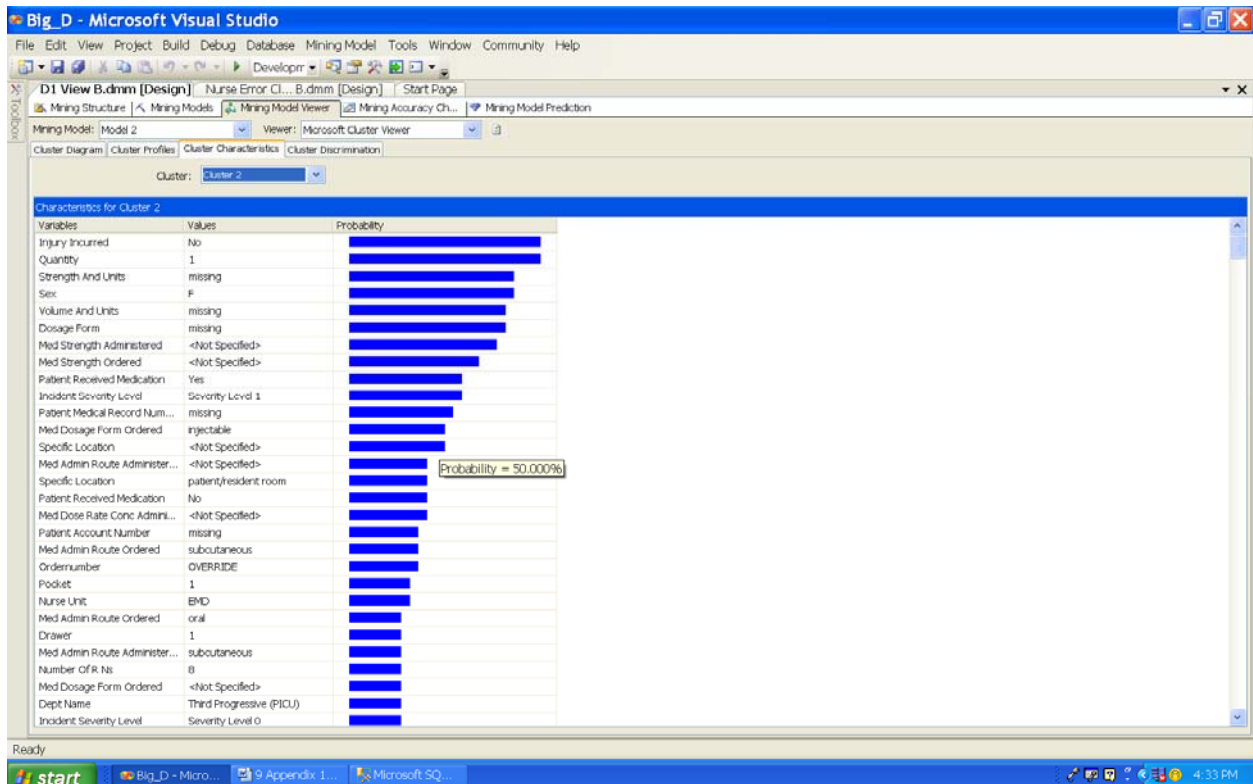 Big_D - Microsoft Visual Studio
File Edit View Project Build Debug Database Mining Model Tools Window Community Help
Developm
D1 View B.dmm [Design] Nurse Error Cl... B.dmm [Design] Start Page
Toolbox
Mining Structure Mining Models Mining Model Viewer Mining Accuracy Ch... Mining Model Prediction
Mining Model: Model 2 Viewer: Microsoft Cluster Viewer
Cluster Diagram Cluster Profiles Cluster Characteristics Cluster Discrimination
Cluster: Cluster 2
Characteristics for Cluster 2
Variables Values Probability
Injury Incurred No
Quantity 1
Strength And Units missing
Sex F
Volume And Units missing
Dosage Form missing
Med Strength Administered <Not Specified>
Med Strength Ordered <Not Specified>
Patient Received Medication Yes
Incident Severity Level Severity Level 1
Patient Medical Record Num... missing
Med Dosage Form Ordered injectable
Specific Location <Not Specified>
Med Admin Route Administer... <Not Specified> Probability = 50.000%
Specific Location patient/resident room
Patient Received Medication No
Med Dose Rate Conc Admini... <Not Specified>
Patient Account Number missing
Med Admin Route Ordered subcutaneous
Ordernumber OVERRIDE
Pocket 1
Nurse Unit EMD
Med Admin Route Ordered oral
Drawer 1
Med Admin Route Administer... subcutaneous
Number Of R Ns 8
Med Dosage Form Ordered <Not Specified>
Dept Name Third Progressive (PICU)
Incident Severity Level Severity Level 0
Ready
start Big_D - Micro... 9 Appendix 1... Microsoft SQ... 4:33 PM